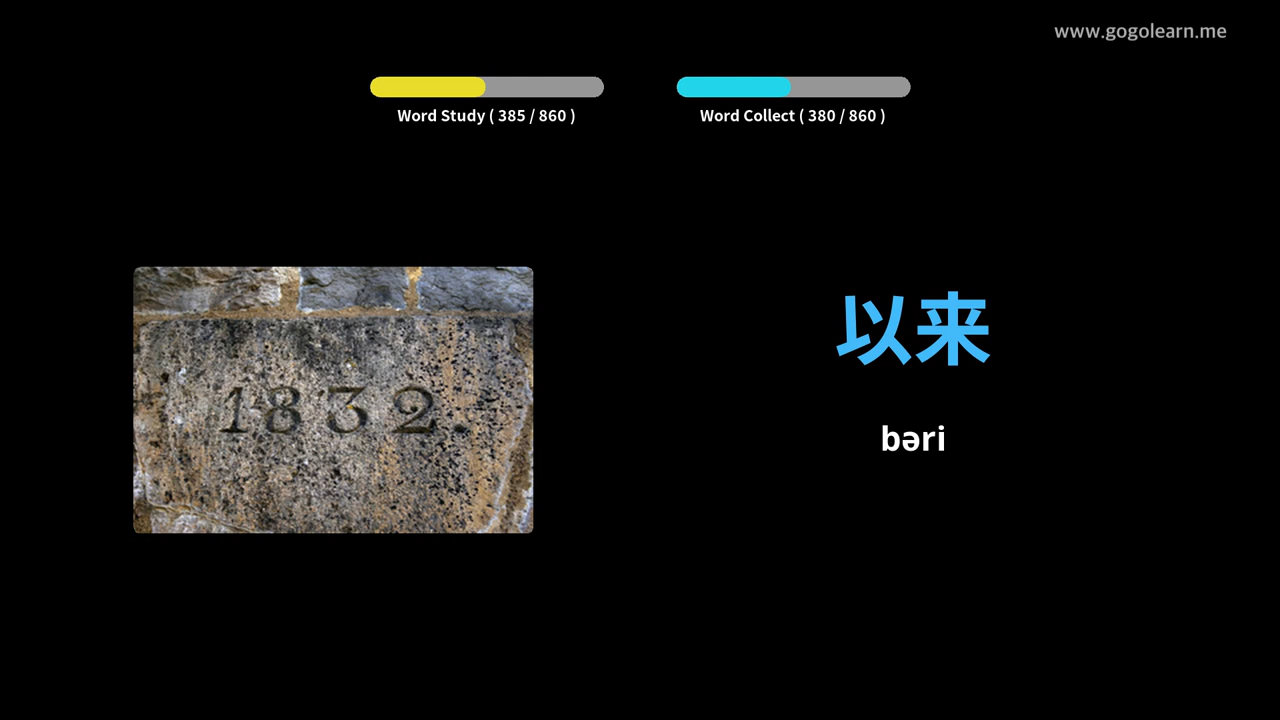 www.gogolearn.me
Word Study ( 385 / 860 )
Word Collect ( 380 / 860 )
1832.
以来
bəri